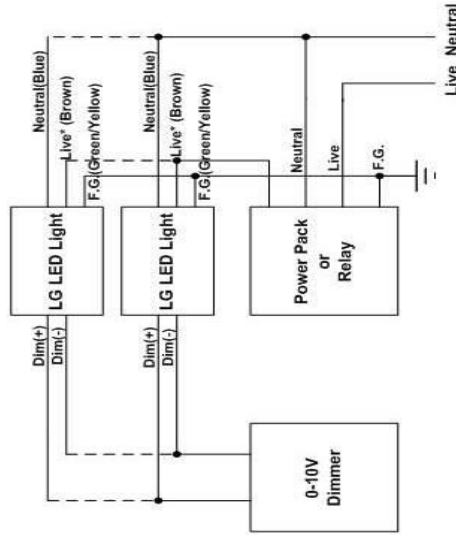 Neutral(Blue)
Live* (Brown)
F.G.(Green/Yellow)
LG LED Light
Dim(+)
Dim(-)
Neutral(Blue)
Live* (Brown)
F.G.(Green/Yellow)
LG LED Light
Dim(+)
Dim(-)
Neutral
Live
F.G.
Power Pack
or
Relay
0-10V
Dimmer
Live
Neutral